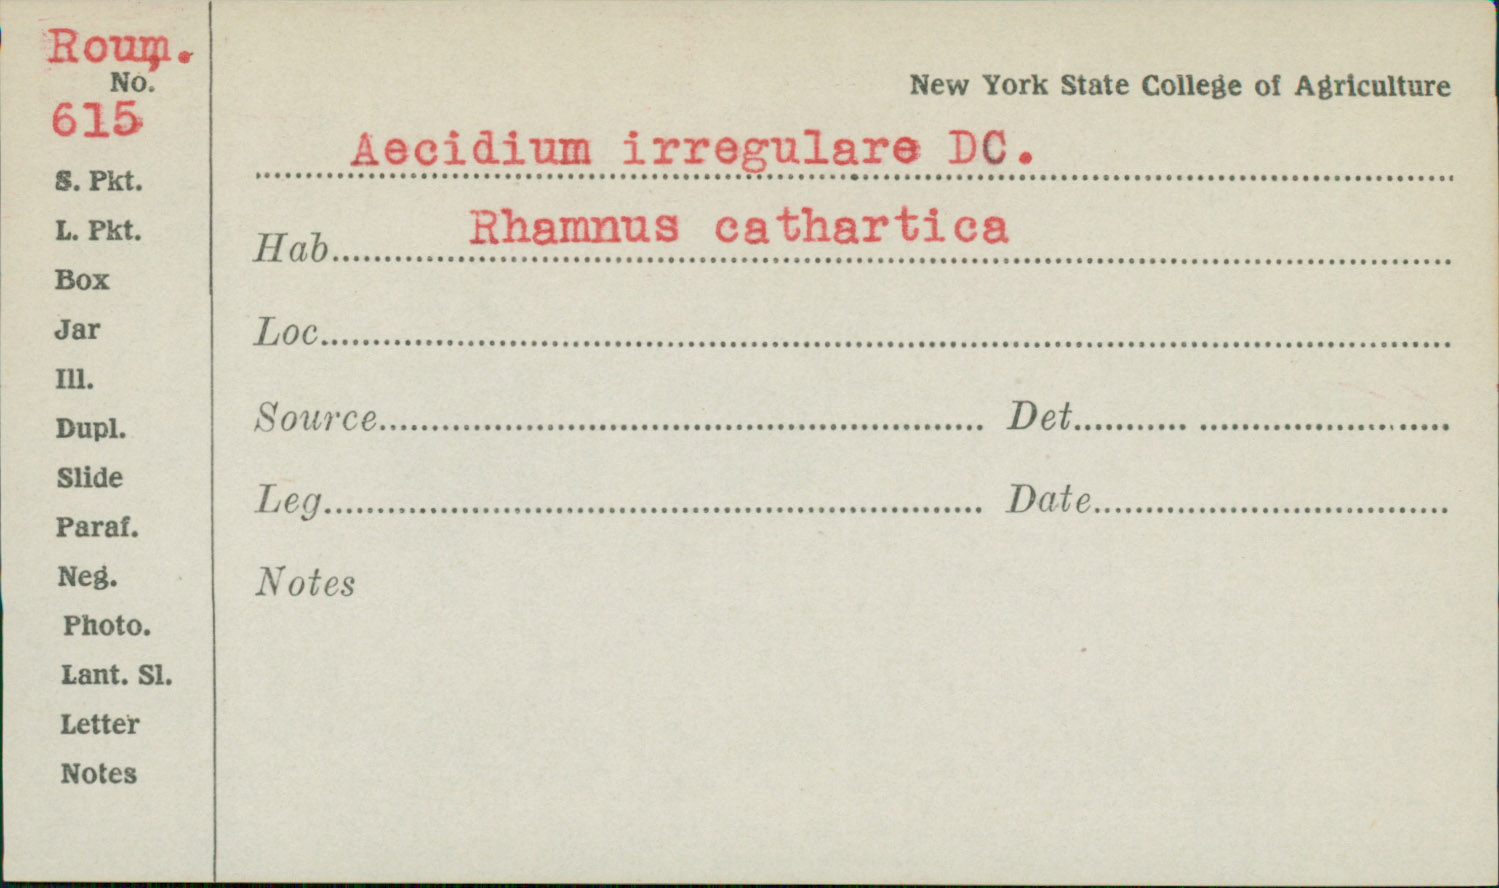 Roum.
No.
615
S. Pkt.
L. Pkt.
Box
Jar
Ill.
Dupl.
Slide
Paraf.
Neg.
Photo.
Lant. Sl.
Letter
Notes
New York State College of Agriculture
Aecidium irregulare DC.
Hab. Rhamnus cathartica
Loc.
Source
Det.
Leg.
Date
Notes